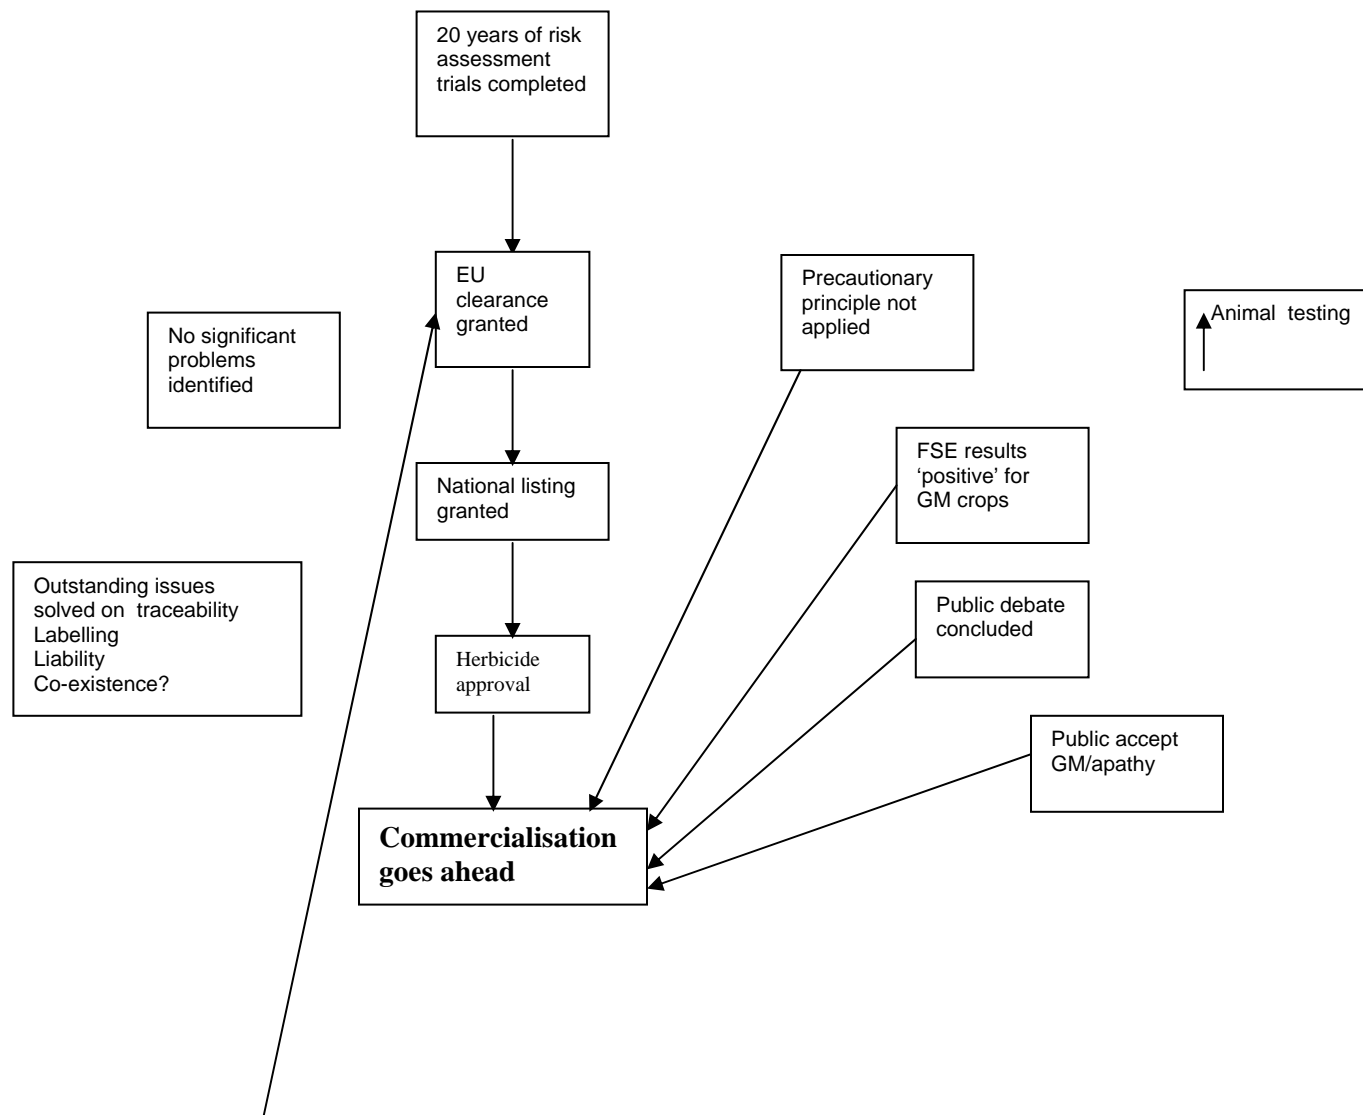 20 years of risk
assessment
trials completed
EU
clearance
granted
Precautionary
principle not
applied
Animal testing
No significant
problems
identified
FSE results
‘positive’ for
GM crops
National listing
granted
Outstanding issues
solved on traceability
Labelling
Liability
Co-existence?
Public debate
concluded
Herbicide
approval
Public accept
GM/apathy
Commercialisation
goes ahead